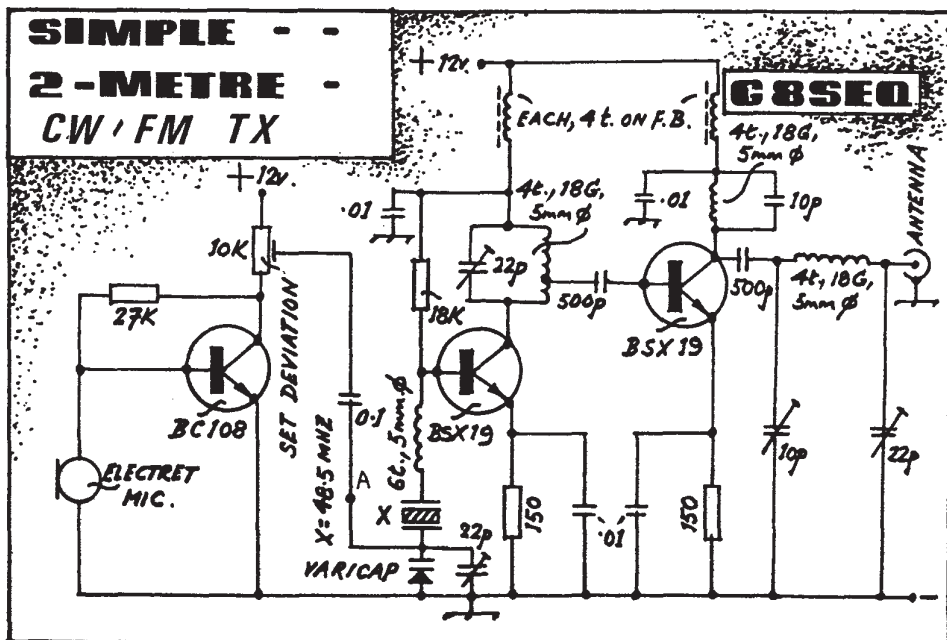 SIMPLE - -
2-METRE -
CW/FM TX
G8SEQ
+12v.
EACH, 4t. ON F.B.
4t., 18G,
5mm ø
+12v.
.01
4t., 18G,
5mm ø
.01
10p
ANTENNA
10K
22p
27K
18K
500p
500p
4t, 18G,
5mm ø
BSX19
SET DEVIATION
BC108
0.1
6t., 5mm ø
BSX19
ELECTRET
MIC.
X = 48.5 MHZ
A
X
10p
22p
VARICAP
22p
150
.01
150